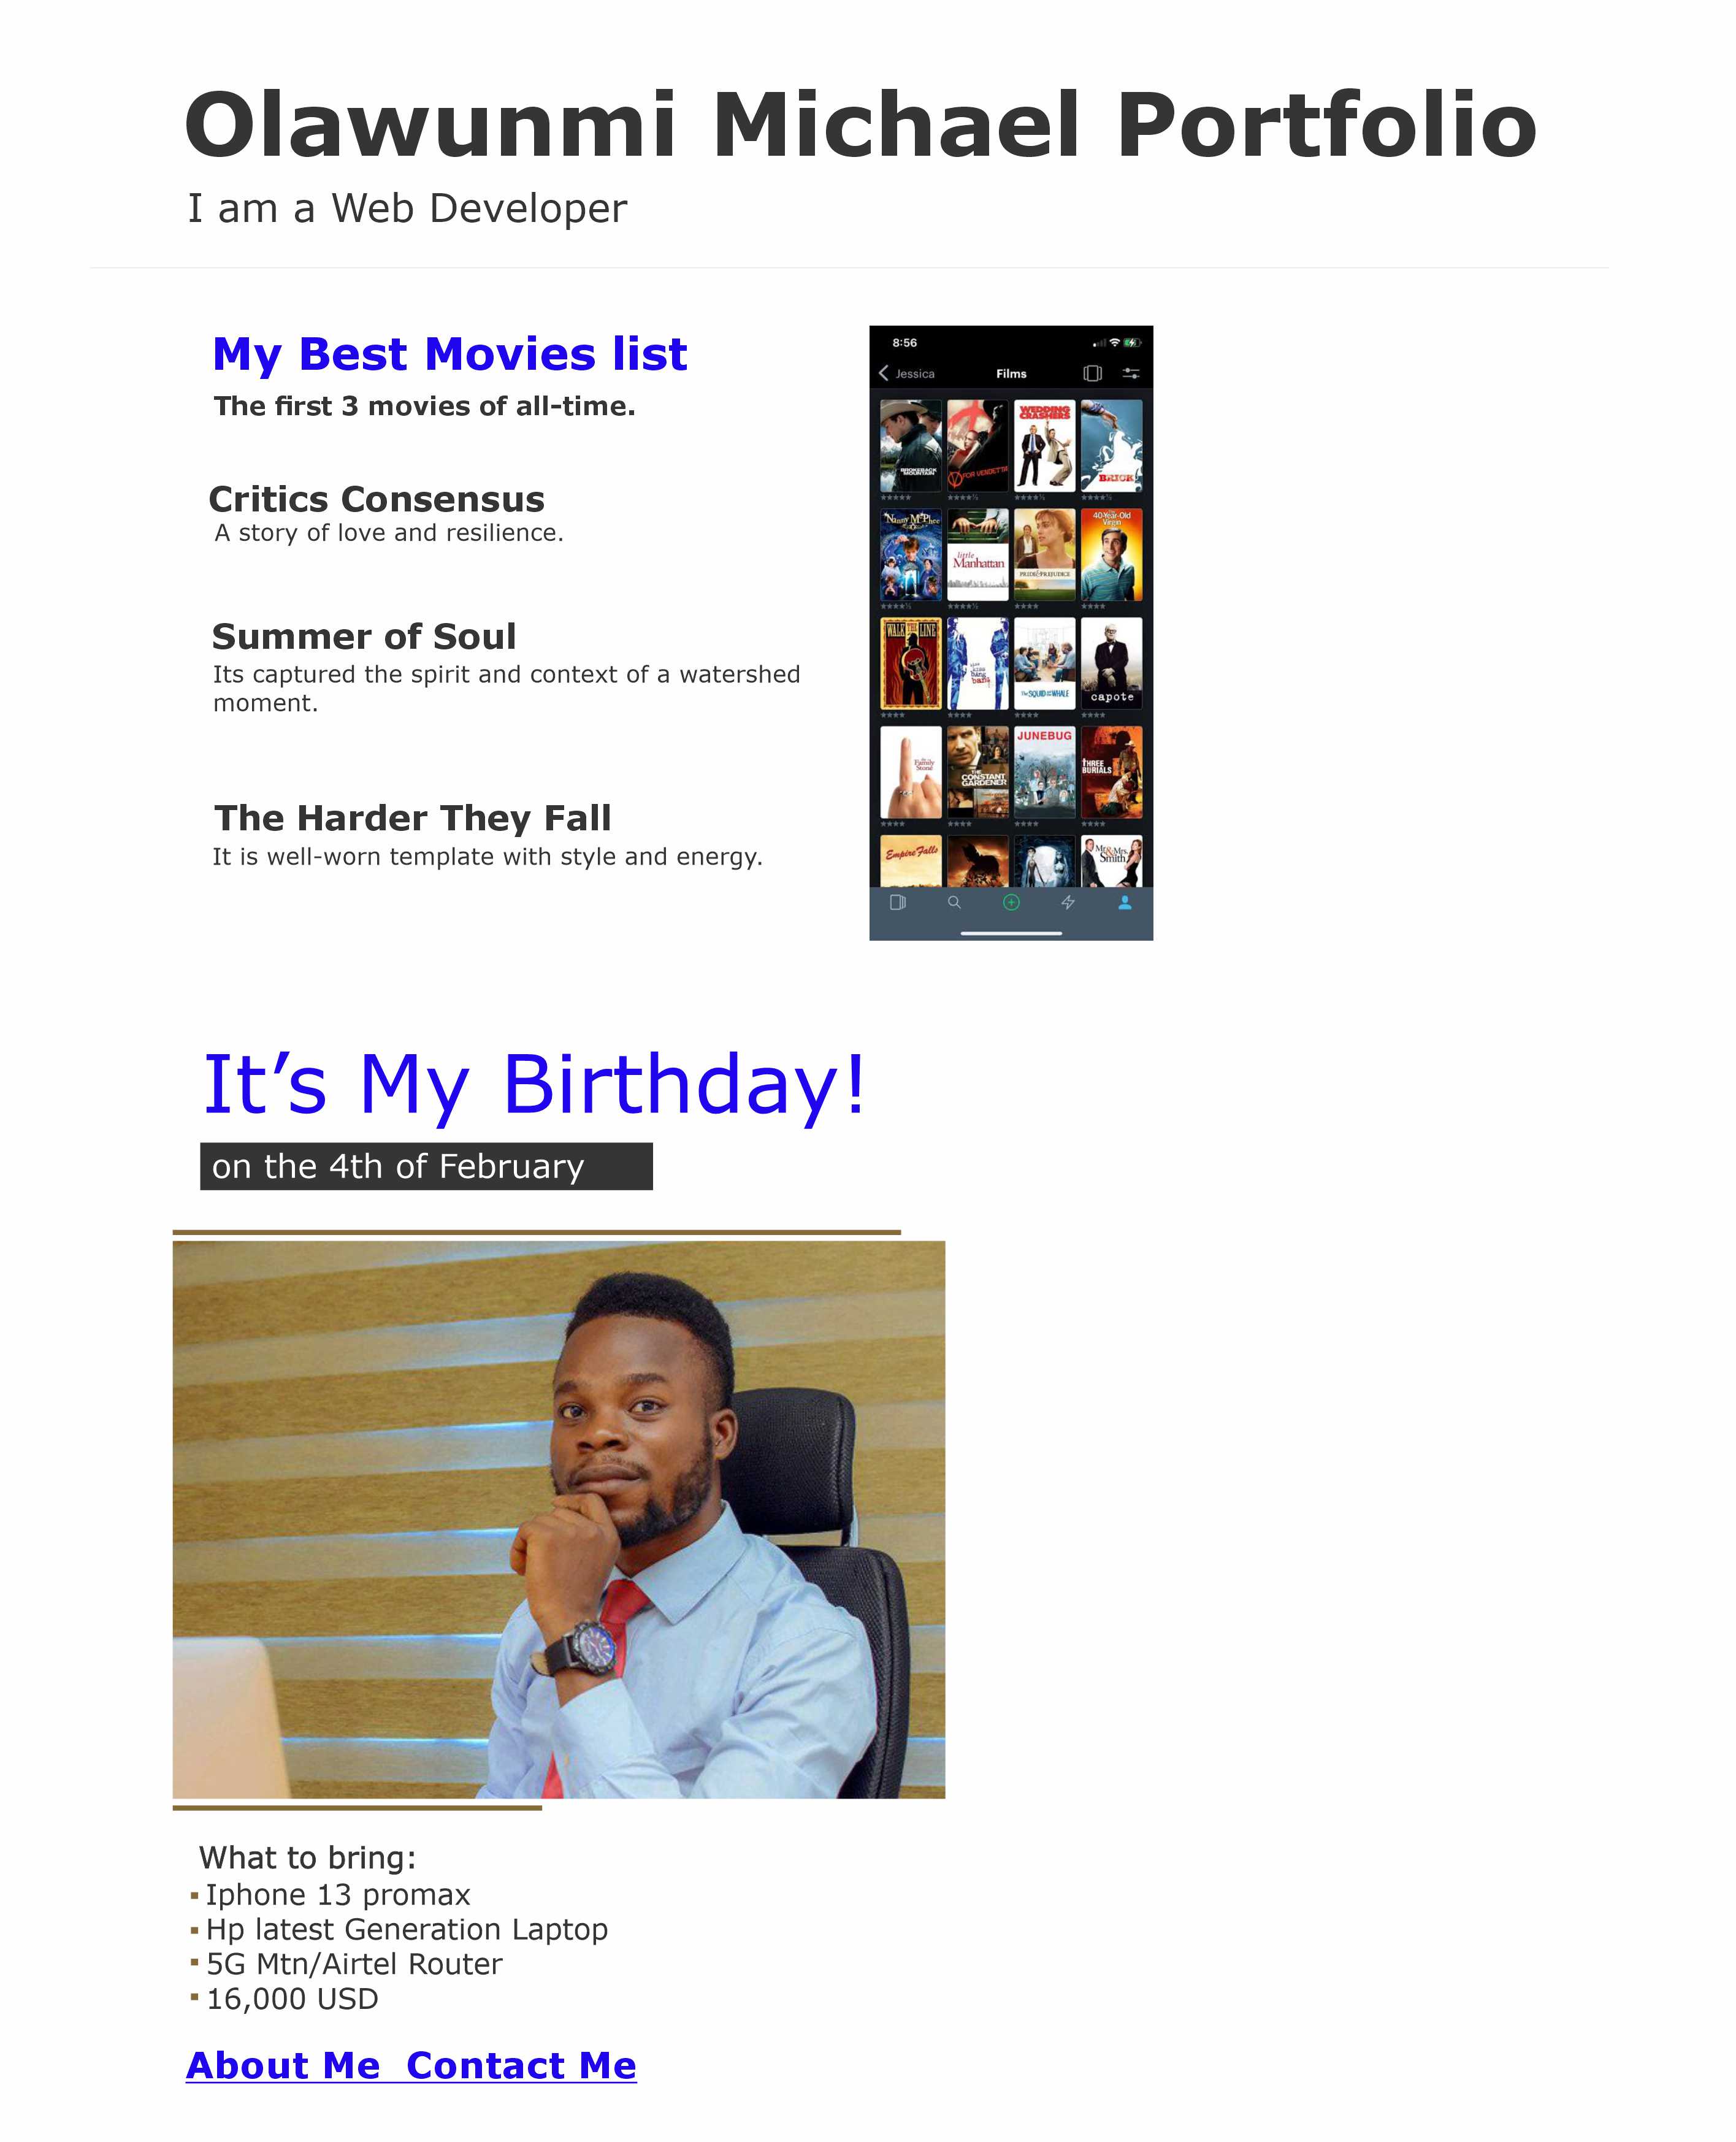 Olawunmi Michael Portfolio
I am a Web Developer
My Best Movies list
The first 3 movies of all-time.
Critics Consensus
A story of love and resilience.
Summer of Soul
Its captured the spirit and context of a watershed
moment.
The Harder They Fall
It is well-worn template with style and energy.
8:56
Jessica
Films
BROKEBACK
MOUNTAIN
V FOR VENDETTA
WEDDING
CRASHERS
BRICK
Nanny McPhee
little
Manhattan
PRIDE & PREJUDICE
40-Year-Old
Virgin
WALK THE LINE
kiss
bang
bang
The SQUID and the WHALE
capote
The
Family
Stone
THE
CONSTANT
GARDENER
JUNEBUG
THREE
BURIALS
Empire Falls
Mr & Mrs.
Smith
It’s My Birthday!
on the 4th of February
What to bring:
Iphone 13 promax
Hp latest Generation Laptop
5G Mtn/Airtel Router
16,000 USD
About Me Contact Me